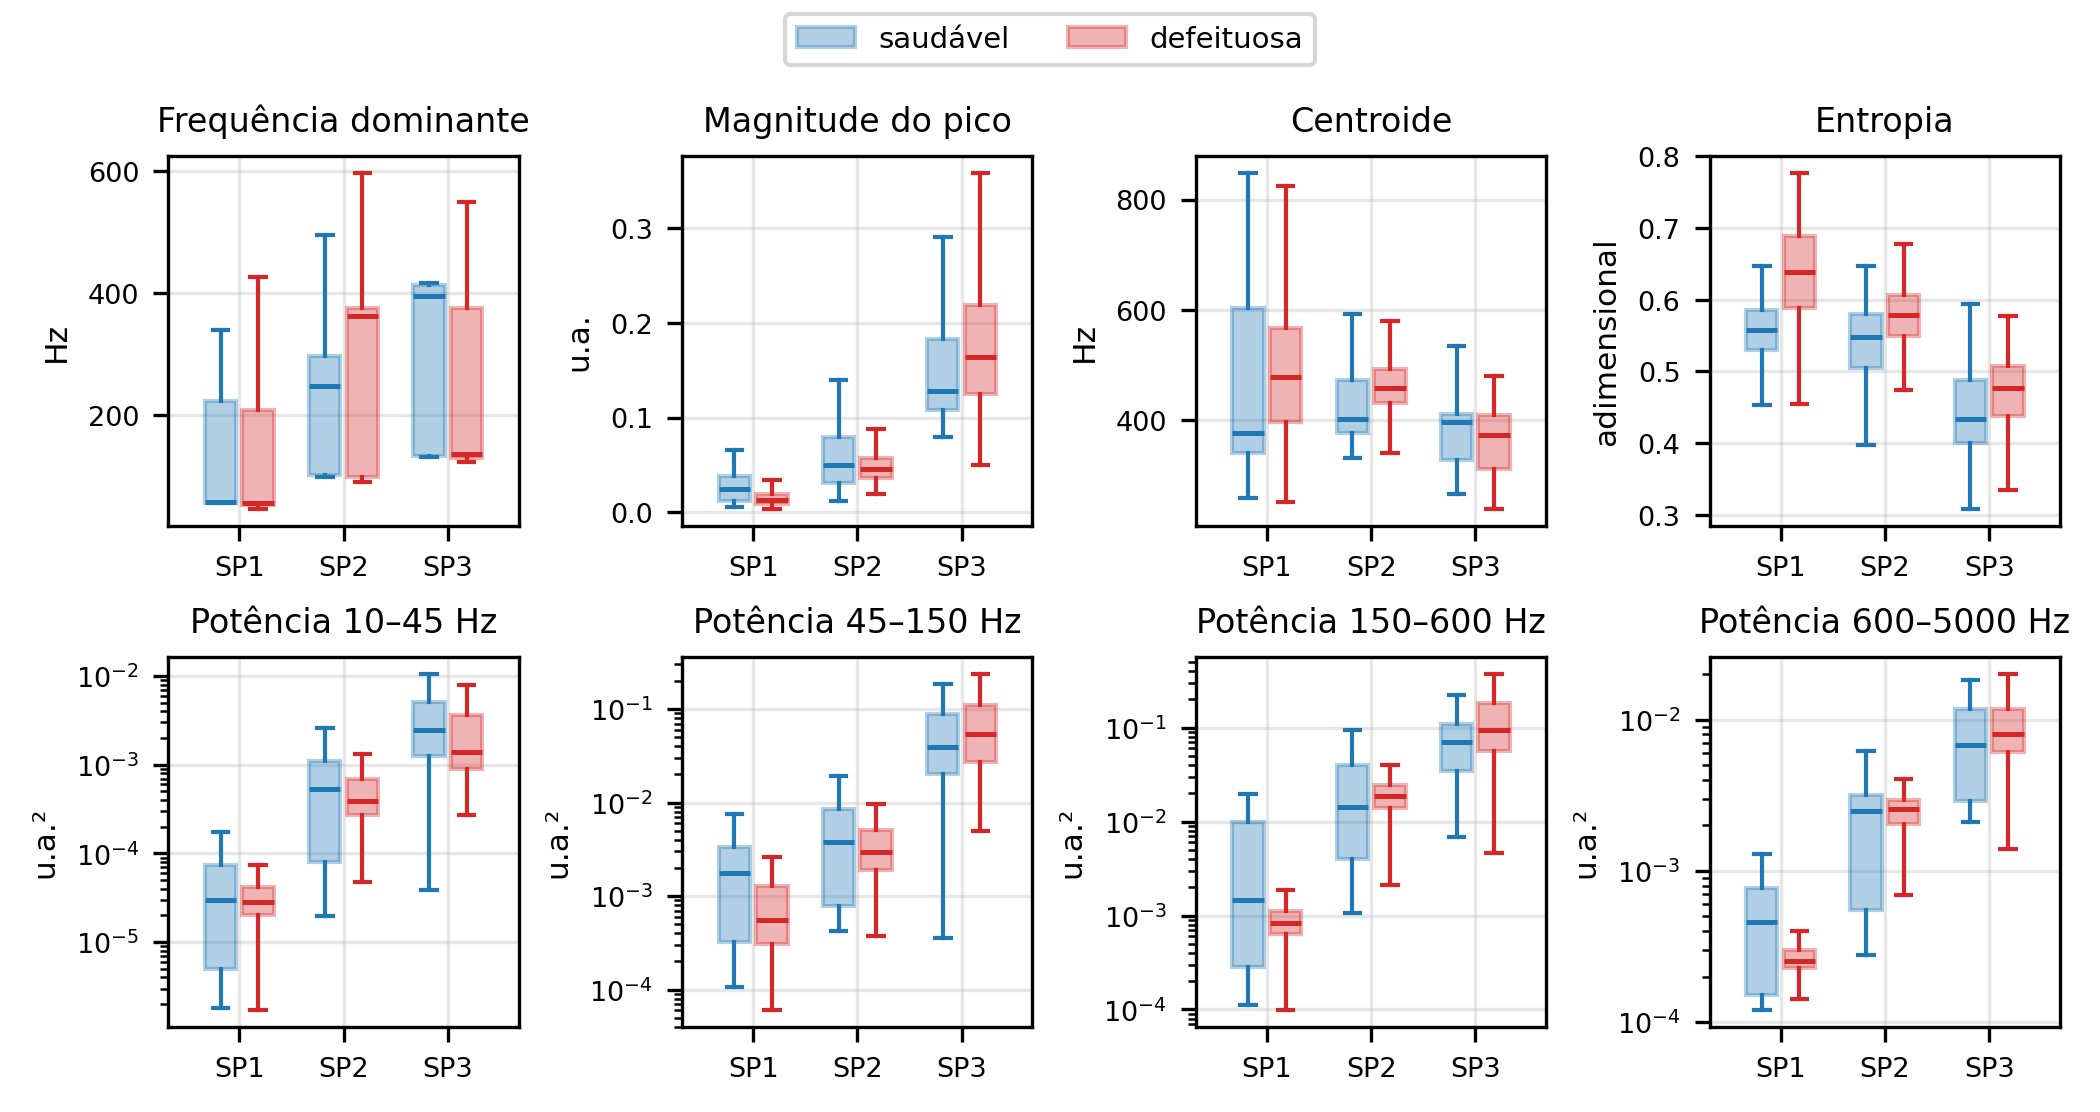 saudável defeituosa
Frequência dominante Magnitude do pico Centroide Entropia
Hz
600
400
200
SP1 SP2 SP3
u.a.
0.3
0.2
0.1
0.0
SP1 SP2 SP3
Hz
800
600
400
SP1 SP2 SP3
adimensional
0.8
0.7
0.6
0.5
0.4
0.3
SP1 SP2 SP3
Potência 10–45 Hz Potência 45–150 Hz Potência 150–600 Hz Potência 600–5000 Hz
u.a.²
10⁻²
10⁻³
10⁻⁴
10⁻⁵
SP1 SP2 SP3
u.a.²
10⁻¹
10⁻²
10⁻³
10⁻⁴
SP1 SP2 SP3
u.a.²
10⁻¹
10⁻²
10⁻³
10⁻⁴
SP1 SP2 SP3
u.a.²
10⁻²
10⁻³
10⁻⁴
SP1 SP2 SP3